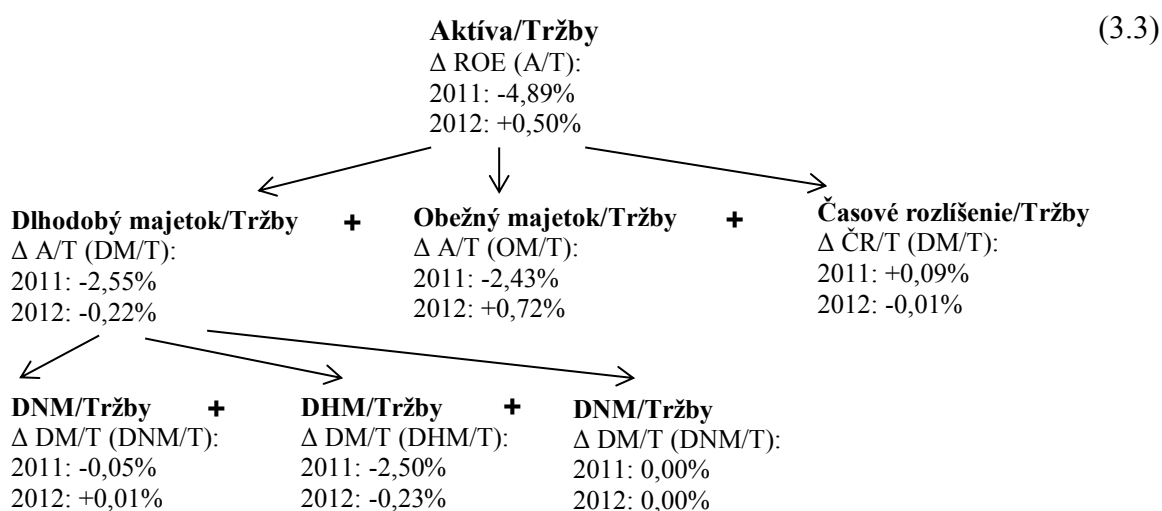 Aktíva/Tržby
(3.3)
Δ ROE (A/T):
2011: -4,89%
2012: +0,50%
Dlhodobý majetok/Tržby + Obežný majetok/Tržby + Časové rozlíšenie/Tržby
Δ A/T (DM/T):
2011: -2,55%
2012: -0,22%
Δ A/T (OM/T):
2011: -2,43%
2012: +0,72%
Δ ČR/T (DM/T):
2011: +0,09%
2012: -0,01%
DNM/Tržby + DHM/Tržby + DNM/Tržby
Δ DM/T (DNM/T):
2011: -0,05%
2012: +0,01%
Δ DM/T (DHM/T):
2011: -2,50%
2012: -0,23%
Δ DM/T (DNM/T):
2011: 0,00%
2012: 0,00%